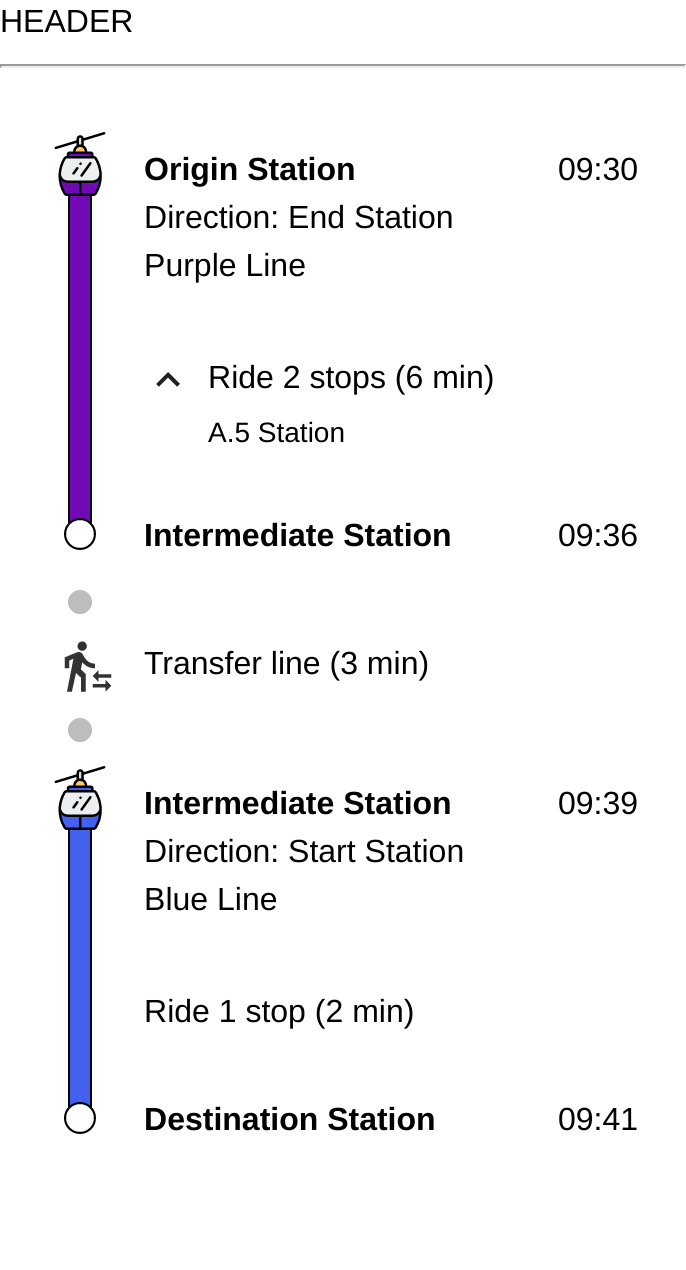 HEADER
Origin Station 09:30
Direction: End Station
Purple Line
Ride 2 stops (6 min)
A.5 Station
Intermediate Station 09:36
Transfer line (3 min)
Intermediate Station 09:39
Direction: Start Station
Blue Line
Ride 1 stop (2 min)
Destination Station 09:41